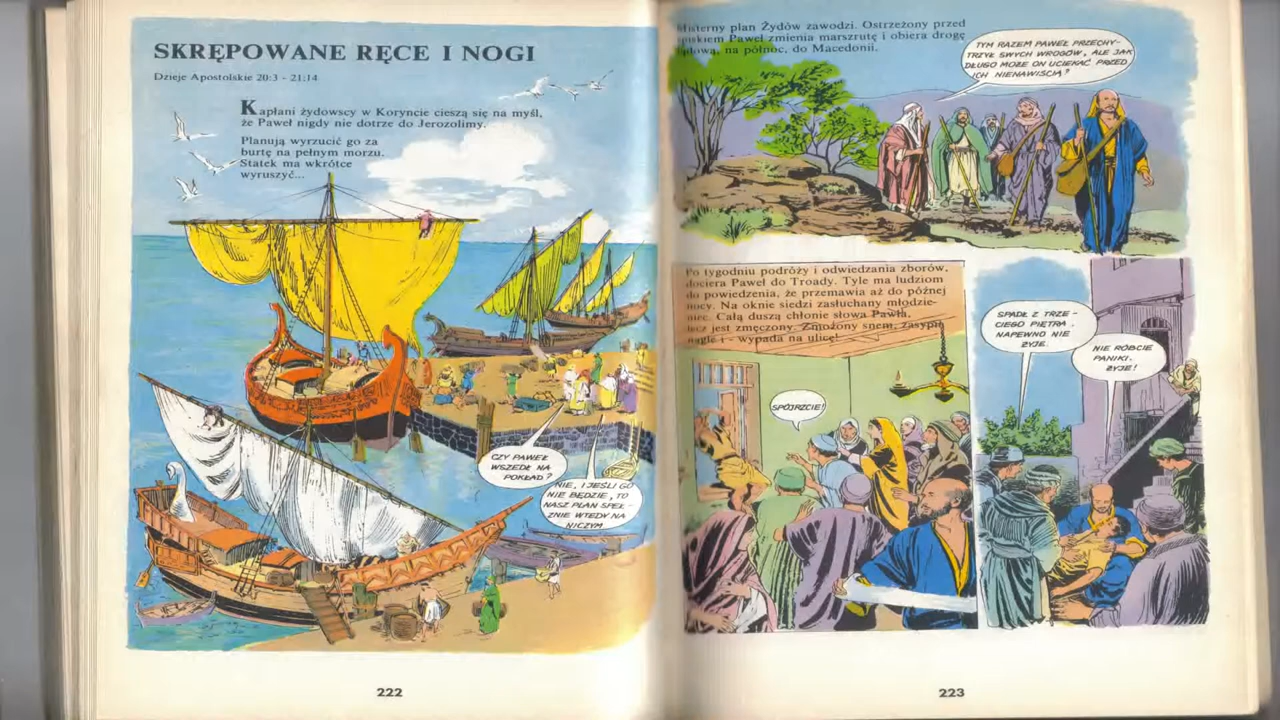 SKRĘPOWANE RĘCE I NOGI
Dzieje Apostolskie 20:3 - 21:14
Kapłani żydowscy w Koryncie cieszą się na myśl,
że Paweł nigdy nie dotrze do Jerozolimy.
Planują wyrzucić go za
burtę na pełnym morzu.
Statek ma wkrótce
wyruszyć...
CZY PAWEŁ
WSZEDŁ NA
POKŁAD?
NIE, I JEŚLI GO
NIE BĘDZIE, TO
NASZ PLAN SPEŁ-
ZNIE WTEDY NA
NICZYM
222
Misterny plan Żydów zawodzi. Ostrzeżony przed
Paweł zmienia marszrutę i obiera drogę
lądową, na północ, do Macedonii.
TYM RAZEM PAWEŁ PRZECHY-
TRZYŁ SWYCH WROGÓW, ALE JAK
DŁUGO MOŻE ON UCIEKAĆ PRZED
ICH NIENAWIŚCIĄ?
Po tygodniu podróży i odwiedzania zborów,
dociera Paweł do Troady. Tyle ma ludziom
do powiedzenia, że przemawia aż do późnej
nocy. Na oknie siedzi zasłuchany młodzie-
niec. Całą duszą chłonie słowa Pawła,
lecz jest zmęczony. Zmożony snem, zasypia
nagle i - wypada na ulicę!
SPÓJRZCIE!
SPADŁ Z TRZE-
CIEGO PIĘTRA.
NAPEWNO NIE
ŻYJE.
NIE RÓBCIE
PANIKI.
ŻYJE!
223